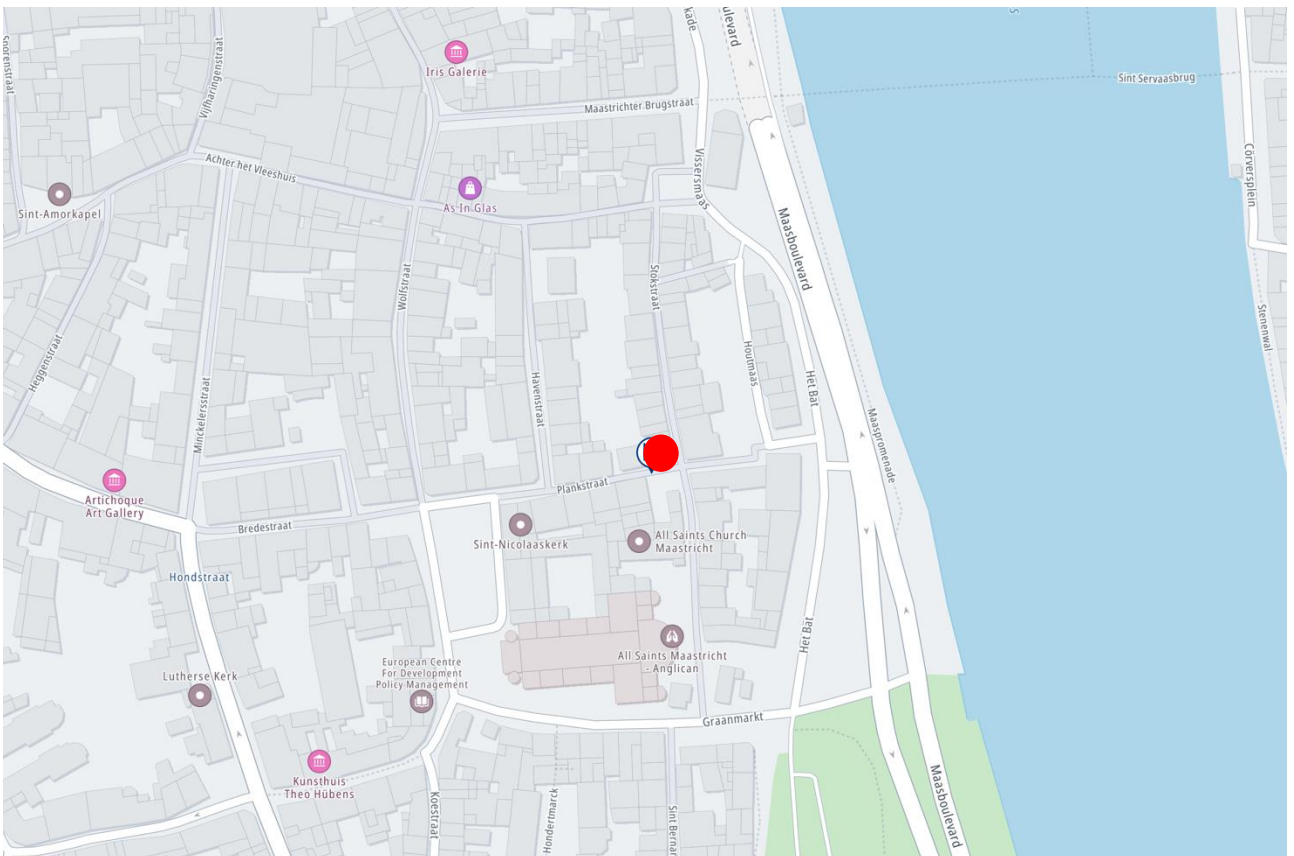 Iris Galerie
Sint Servaasbrug
Maastrichter Brugstraat
Vijfharingenstraat
Achter het Vleeshuis
Vissersmaas
Cörversplein
Sint-Amorkapel
As In Glas
Maasboulevard
Wolfstraat
Stokstraat
Stenenwal
Heggenstraat
Houtmaas
Het Bat
Minckelersstraat
Havenstraat
Maaspromenade
Artichoque
Art Gallery
Plankstraat
Bredestraat
Sint-Nicolaaskerk
All Saints Church
Maastricht
Hondstraat
Het Bat
All Saints Maastricht
- Anglican
European Centre
For Development
Policy Management
Lutherse Kerk
Graanmarkt
Kunsthuis
Theo Hübens
Koestraat
Hondertmarck
Sint Bernar
Maasboulevard